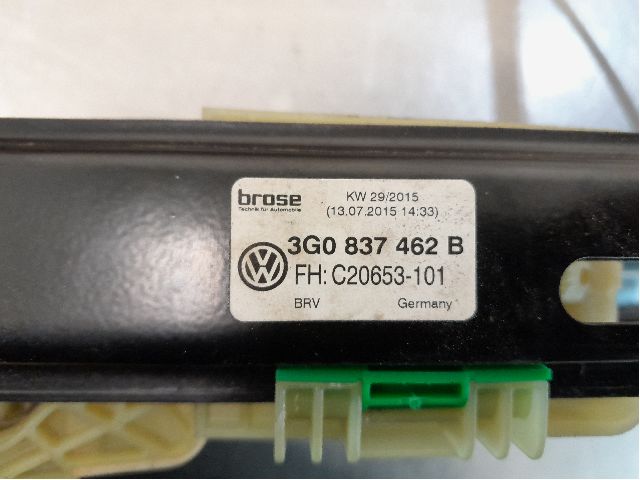 brose
Technik für Automobile
KW 29/2015
(13.07.2015 14:33)
3G0 837 462 B
FH: C20653-101
BRV Germany